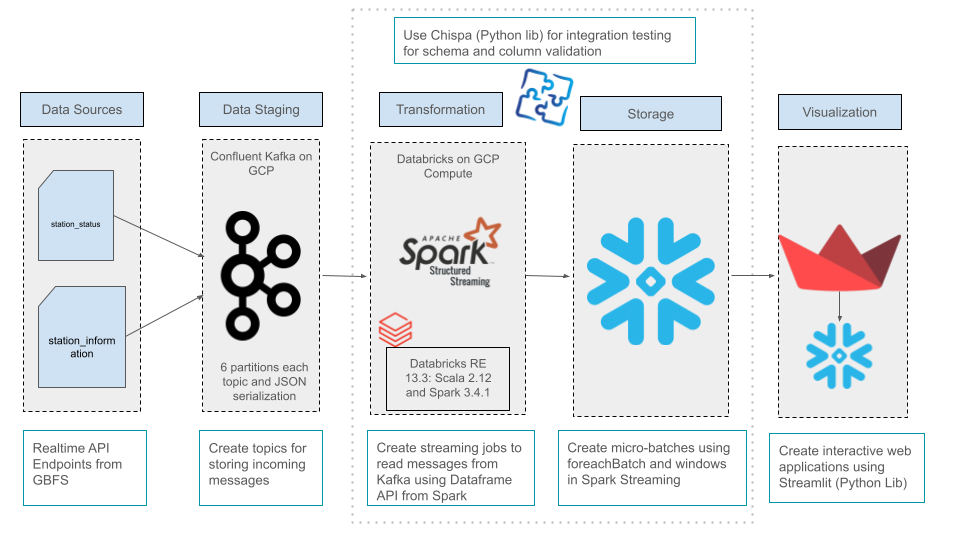 Use Chispa (Python lib) for integration testing
for schema and column validation
Data Sources
Data Staging
Transformation
Storage
Visualization
station_status
station_inform
ation
Confluent Kafka on
GCP
6 partitions each
topic and JSON
serialization
Databricks on GCP
Compute
APACHE
Spark
Structured
Streaming
Databricks RE
13.3: Scala 2.12
and Spark 3.4.1
Realtime API
Endpoints from
GBFS
Create topics for
storing incoming
messages
Create streaming jobs to
read messages from
Kafka using Dataframe
API from Spark
Create micro-batches using
foreachBatch and windows
in Spark Streaming
Create interactive web
applications using
Streamlit (Python Lib)